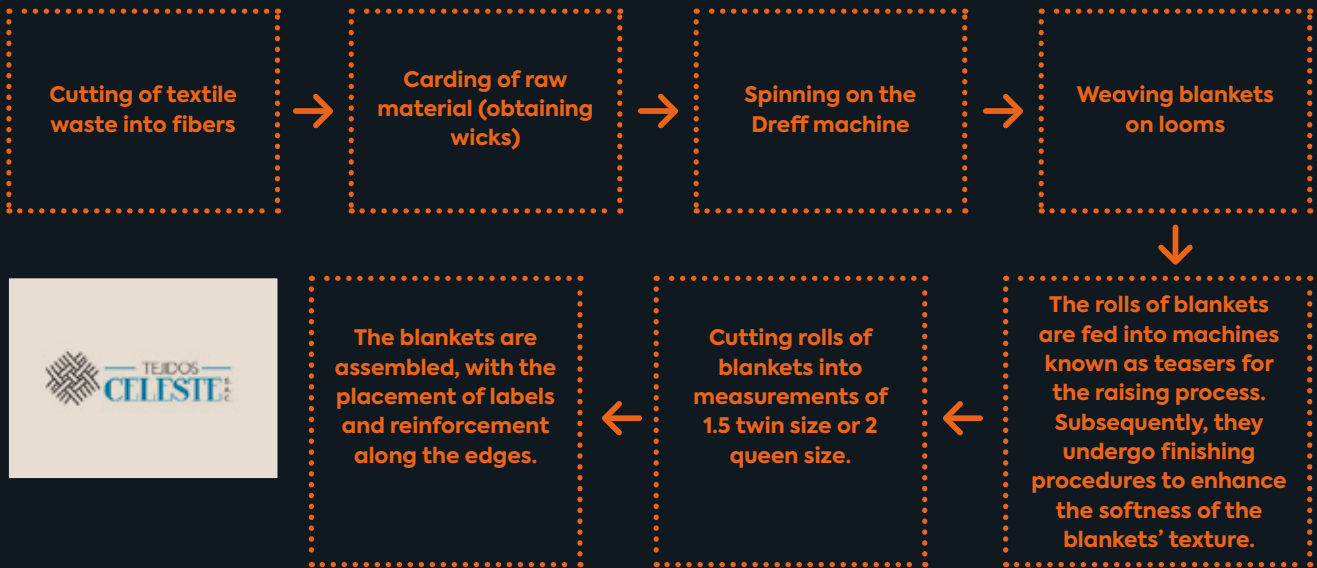 Cutting of textile
waste into fibers
Carding of raw
material (obtaining
wicks)
Spinning on the
Dreff machine
Weaving blankets
on looms
The rolls of blankets
are fed into machines
known as teasers for
the raising process.
Subsequently, they
undergo finishing
procedures to enhance
the softness of the
blankets’ texture.
Cutting rolls of
blankets into
measurements of
1.5 twin size or 2
queen size.
The blankets are
assembled, with the
placement of labels
and reinforcement
along the edges.
TEJIDOS
CELESTE S.A.C